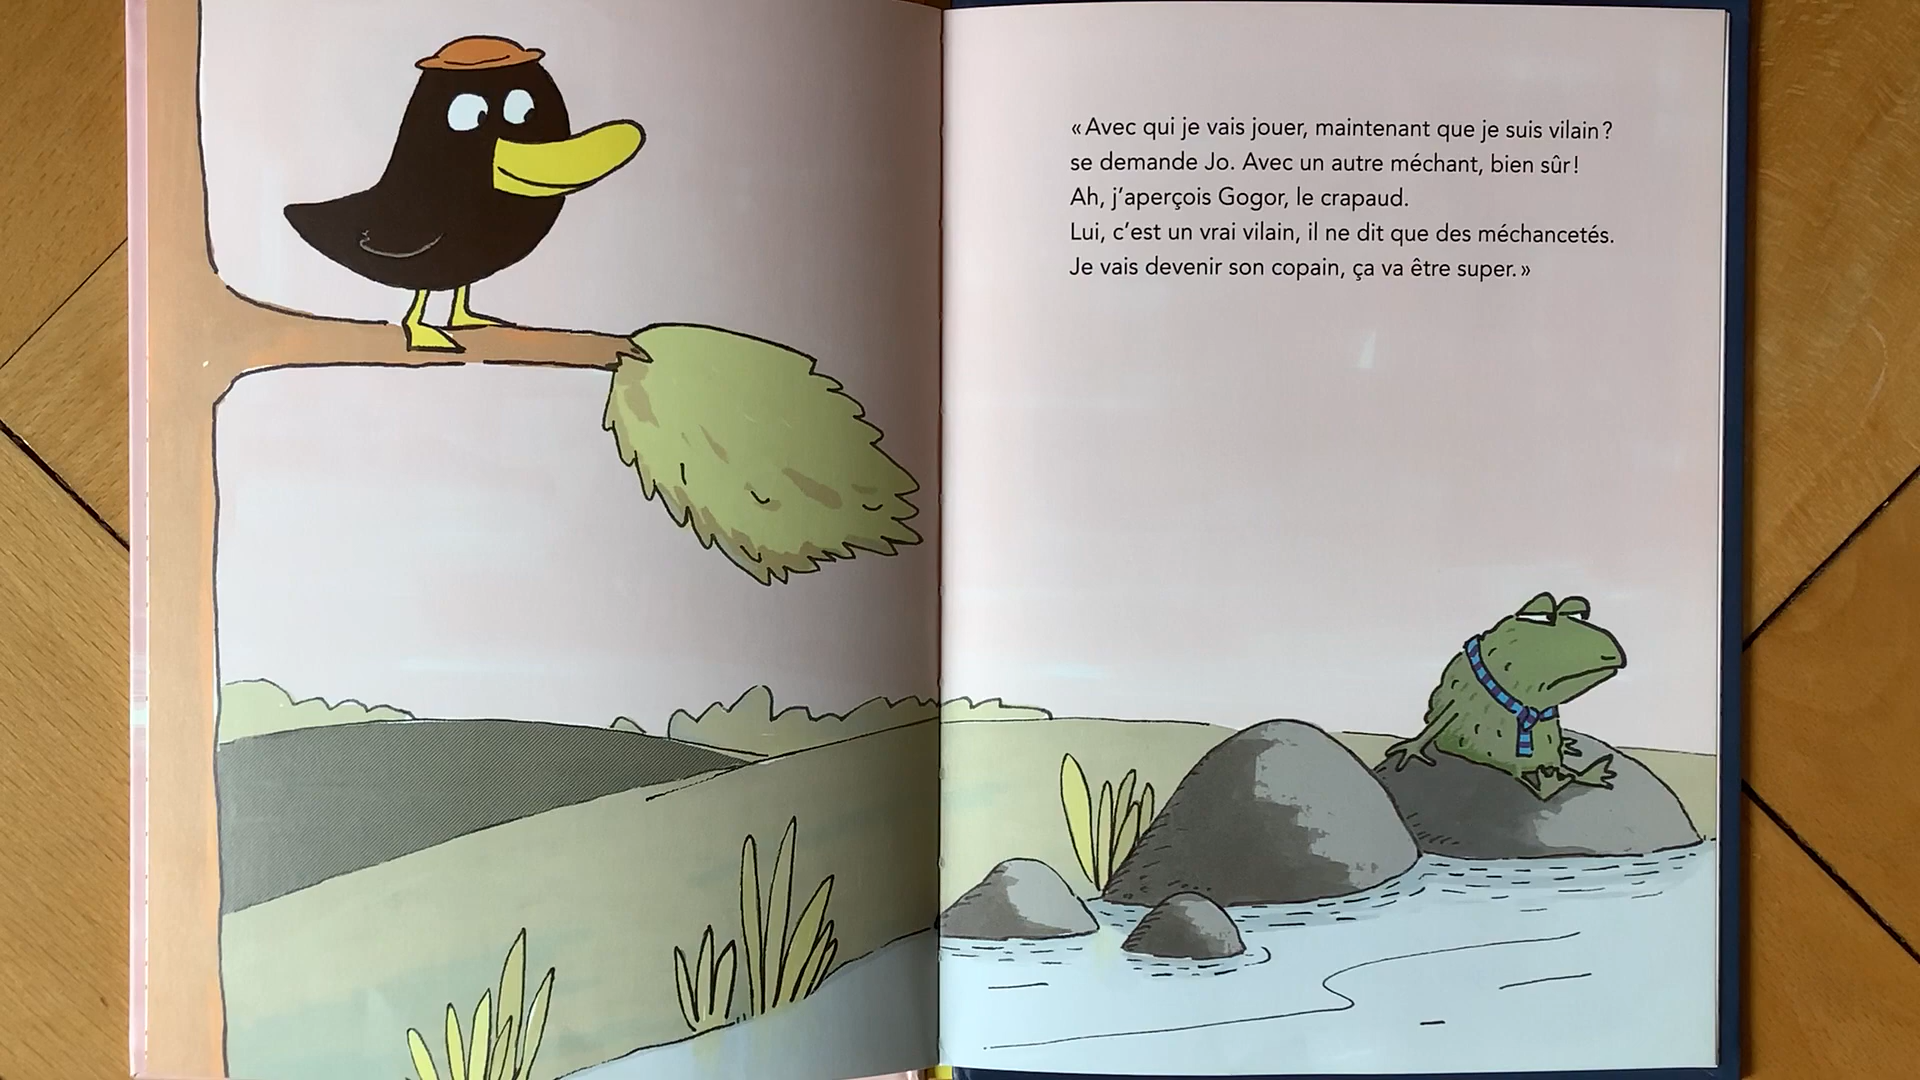 « Avec qui je vais jouer, maintenant que je suis vilain ?
se demande Jo. Avec un autre méchant, bien sûr !
Ah, j’aperçois Gogor, le crapaud.
Lui, c’est un vrai vilain, il ne dit que des méchancetés.
Je vais devenir son copain, ça va être super. »